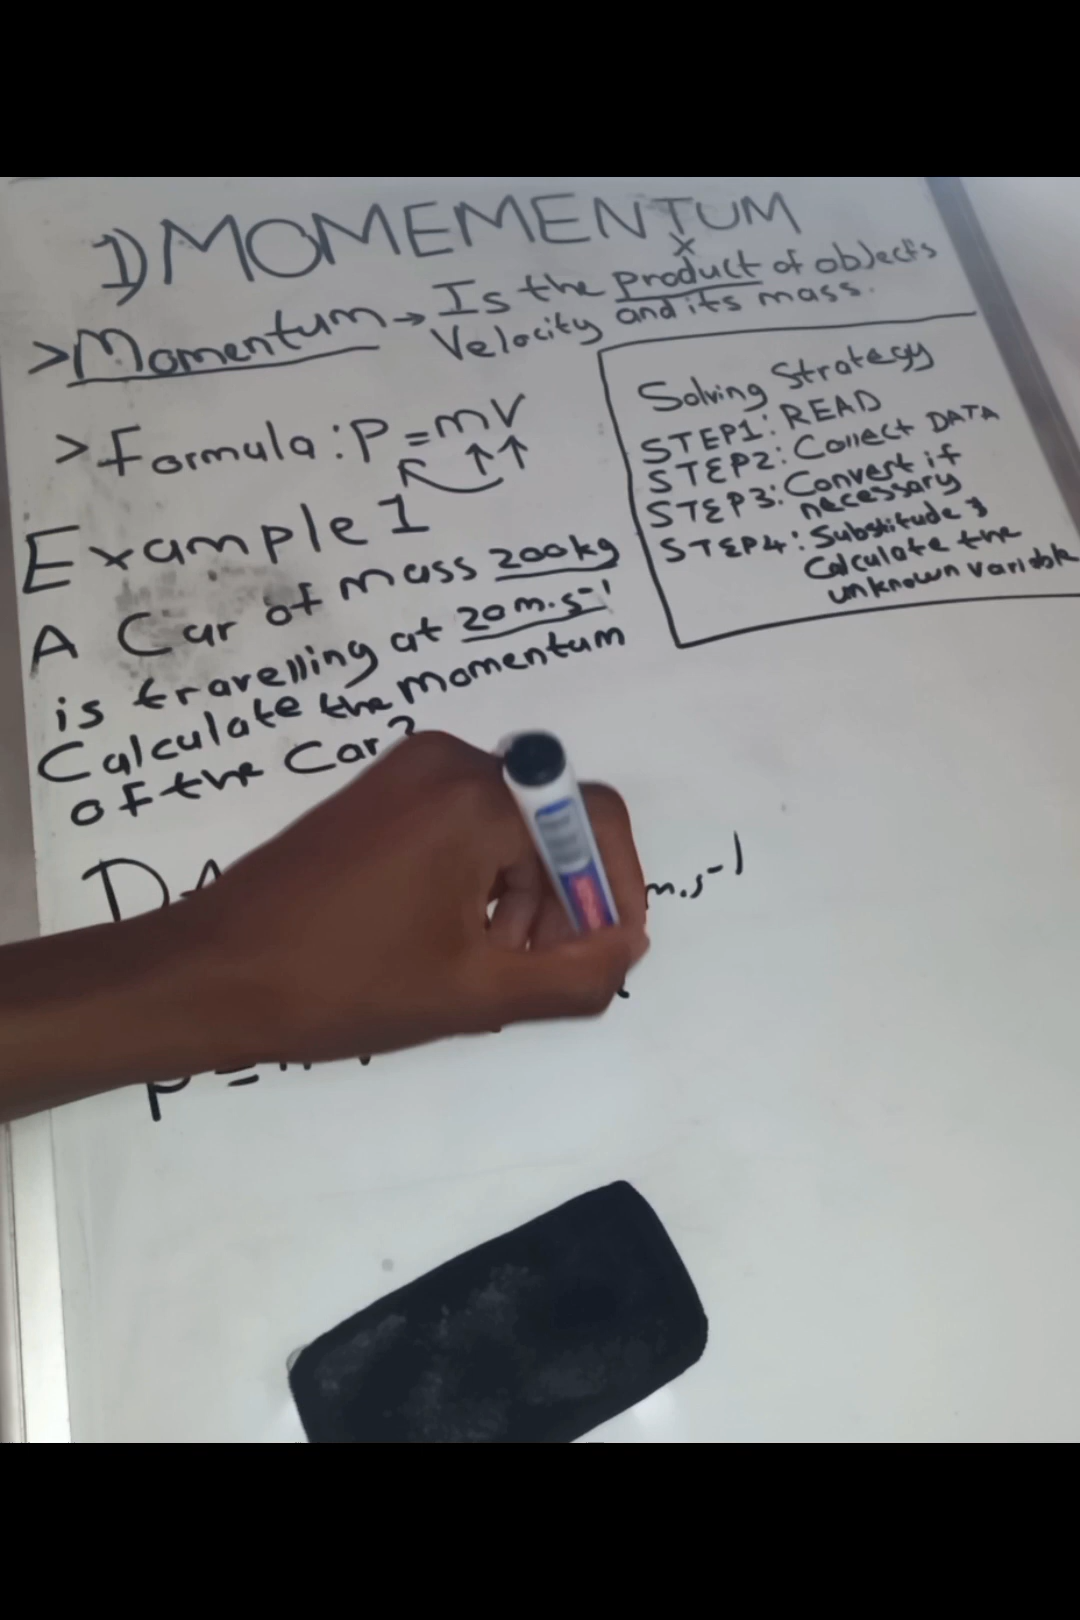 1) MOMEMENTUM
x
> Momentum → Is the product of object's
Velocity and its mass.
> Formula: P = mv
Example 1
A Car of mass 200kg
is travelling at 20 m.s⁻¹
Calculate the momentum
of the Car?
Solving Strategy
STEP1: READ
STEP2: Collect DATA
STEP3: Convert if
necessary
STEP4: Substitude &
Calculate the
unknown variable
m.s⁻¹